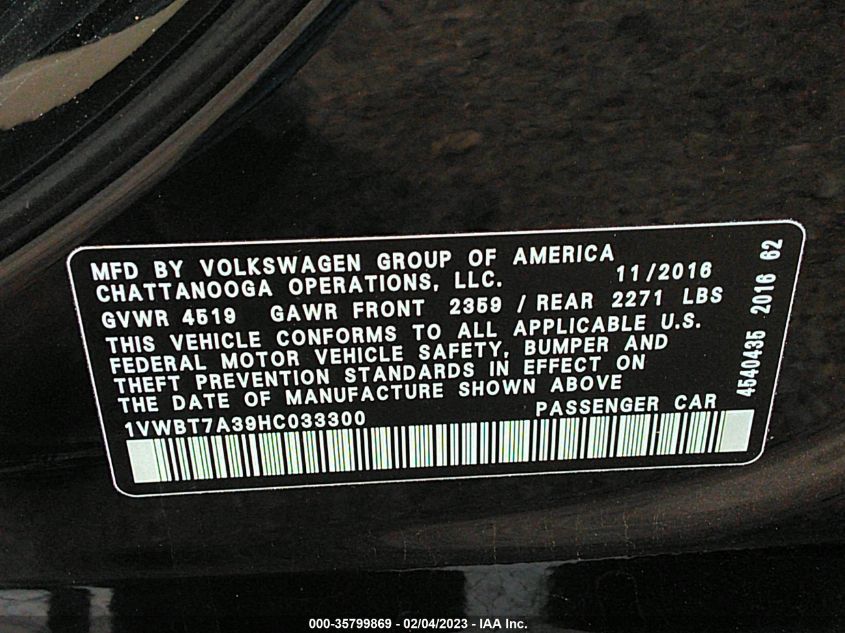 MFD BY VOLKSWAGEN GROUP OF AMERICA
CHATTANOOGA OPERATIONS, LLC. 11/2016
GVWR 4519 GAWR FRONT 2359 / REAR 2271 LBS
THIS VEHICLE CONFORMS TO ALL APPLICABLE U.S.
FEDERAL MOTOR VEHICLE SAFETY, BUMPER AND
THEFT PREVENTION STANDARDS IN EFFECT ON
THE DATE OF MANUFACTURE SHOWN ABOVE
1VWBT7A39HC033300 PASSENGER CAR
4540435 2016 62
000-35799869 - 02/04/2023 - IAA Inc.